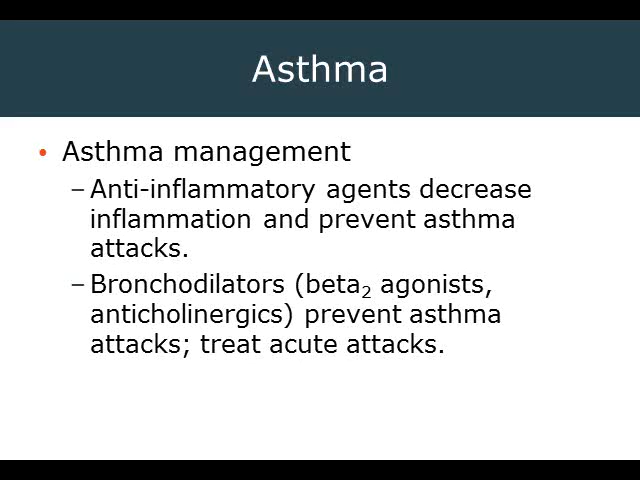 Asthma
• Asthma management
– Anti-inflammatory agents decrease
inflammation and prevent asthma
attacks.
– Bronchodilators (beta₂ agonists,
anticholinergics) prevent asthma
attacks; treat acute attacks.